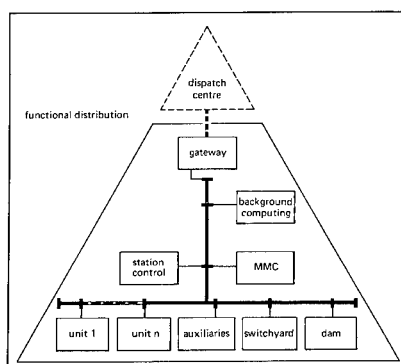 dispatch
centre
functional distribution
gateway
background
computing
station
control
MMC
unit 1
unit n
auxiliaries
switchyard
dam